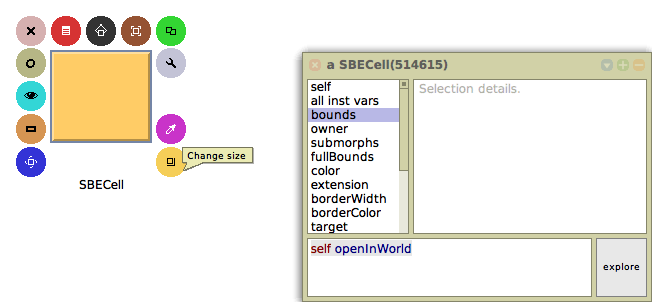 Change size
SBECell
a SBECell(514615)
self
all inst vars
bounds
owner
submorphs
fullBounds
color
extension
borderWidth
borderColor
target
Selection details.
self openInWorld
explore